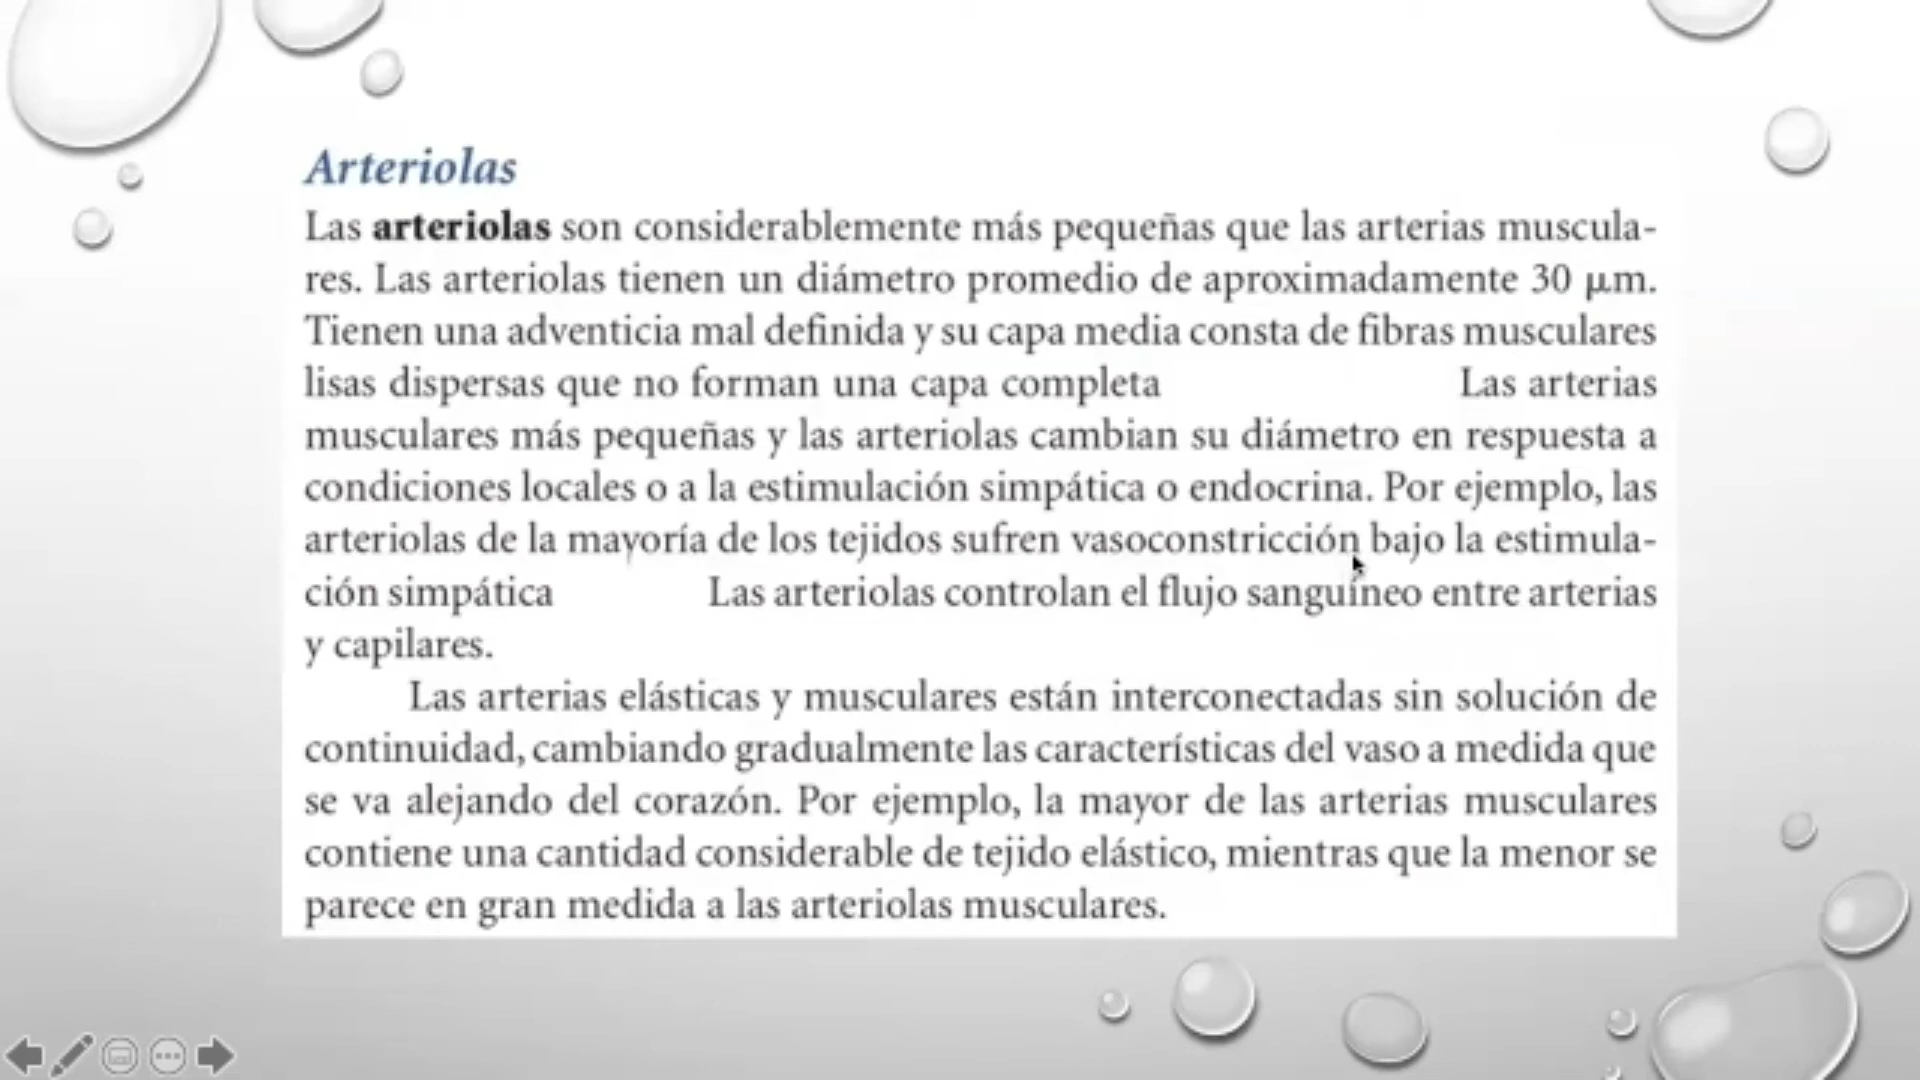 Arteriolas
Las arteriolas son considerablemente más pequeñas que las arterias muscula-
res. Las arteriolas tienen un diámetro promedio de aproximadamente 30 μm.
Tienen una adventicia mal definida y su capa media consta de fibras musculares
lisas dispersas que no forman una capa completa Las arterias
musculares más pequeñas y las arteriolas cambian su diámetro en respuesta a
condiciones locales o a la estimulación simpática o endocrina. Por ejemplo, las
arteriolas de la mayoría de los tejidos sufren vasoconstricción bajo la estimula-
ción simpática Las arteriolas controlan el flujo sanguíneo entre arterias
y capilares.
Las arterias elásticas y musculares están interconectadas sin solución de
continuidad, cambiando gradualmente las características del vaso a medida que
se va alejando del corazón. Por ejemplo, la mayor de las arterias musculares
contiene una cantidad considerable de tejido elástico, mientras que la menor se
parece en gran medida a las arteriolas musculares.